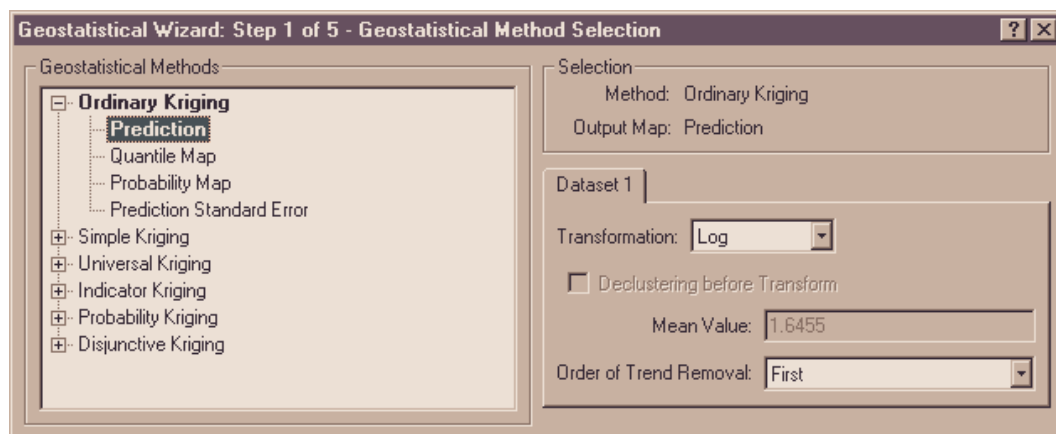 Geostatistical Wizard: Step 1 of 5 - Geostatistical Method Selection
Geostatistical Methods
Ordinary Kriging
Prediction
Quantile Map
Probability Map
Prediction Standard Error
Simple Kriging
Universal Kriging
Indicator Kriging
Probability Kriging
Disjunctive Kriging
Selection
Method: Ordinary Kriging
Output Map: Prediction
Dataset 1
Transformation: Log
Declustering before Transform
Mean Value: 1.6455
Order of Trend Removal: First